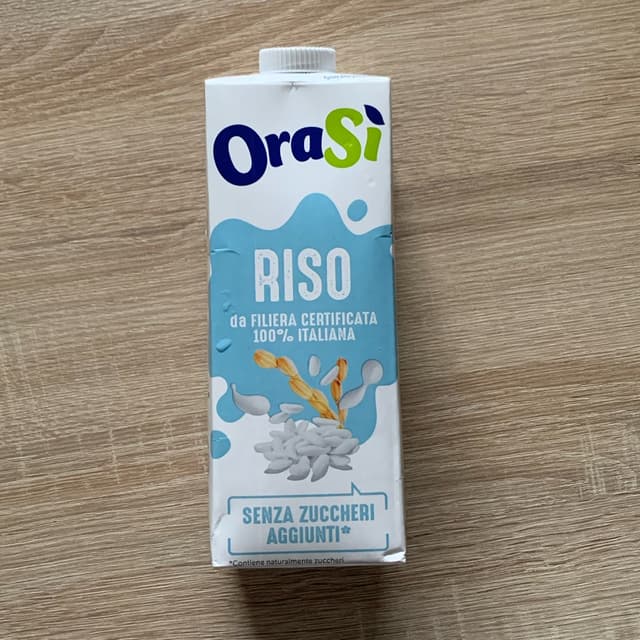 OraSì
RISO
da FILIERA CERTIFICATA
100% ITALIANA
SENZA ZUCCHERI
AGGIUNTI*
*Contiene naturalmente zuccheri